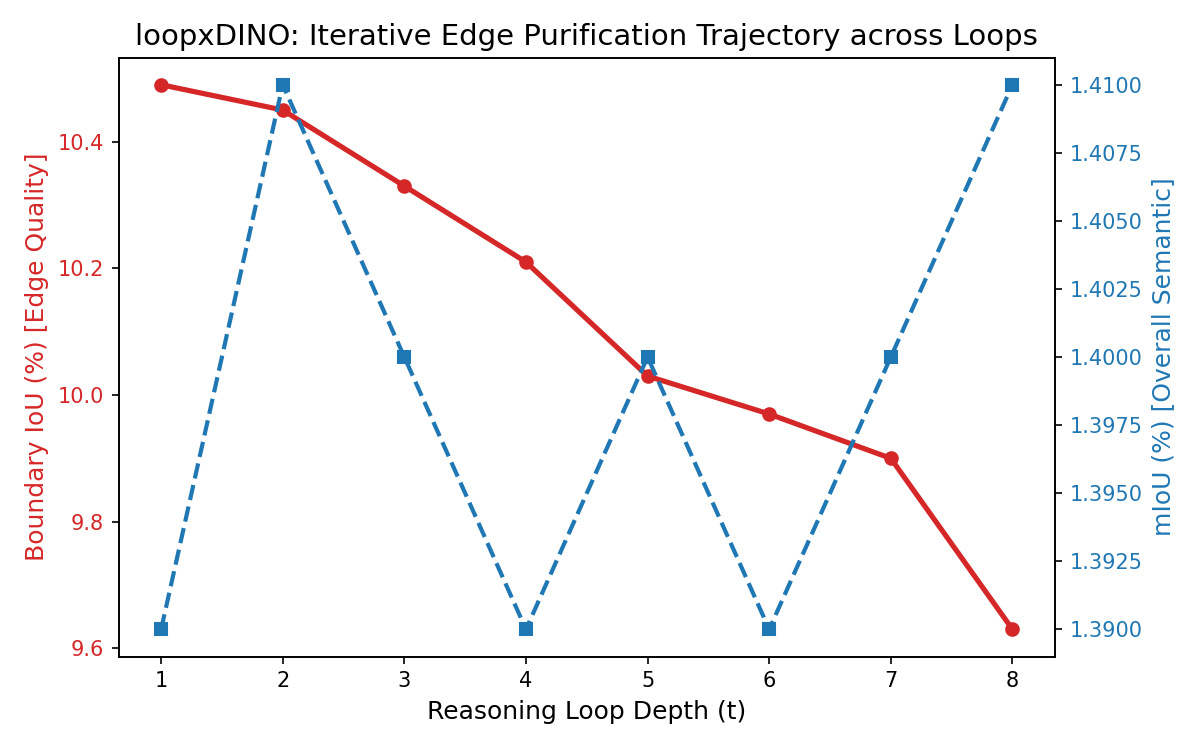 loopxDINO: Iterative Edge Purification Trajectory across Loops
Boundary IoU (%) [Edge Quality]
10.4
10.2
10.0
9.8
9.6
1.4100
1.4075
1.4050
1.4025
1.4000
1.3975
1.3950
1.3925
1.3900
mIoU (%) [Overall Semantic]
1 2 3 4 5 6 7 8
Reasoning Loop Depth (t)